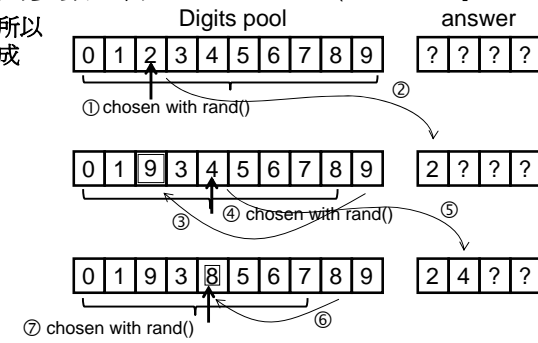 所以
成
Digits pool answer
0 1 2 3 4 5 6 7 8 9 ? ? ? ?
① chosen with rand() ②
0 1 9 3 4 5 6 7 8 9 2 ? ? ?
③ ④ chosen with rand() ⑤
0 1 9 3 8 5 6 7 8 9 2 4 ? ?
⑦ chosen with rand() ⑥